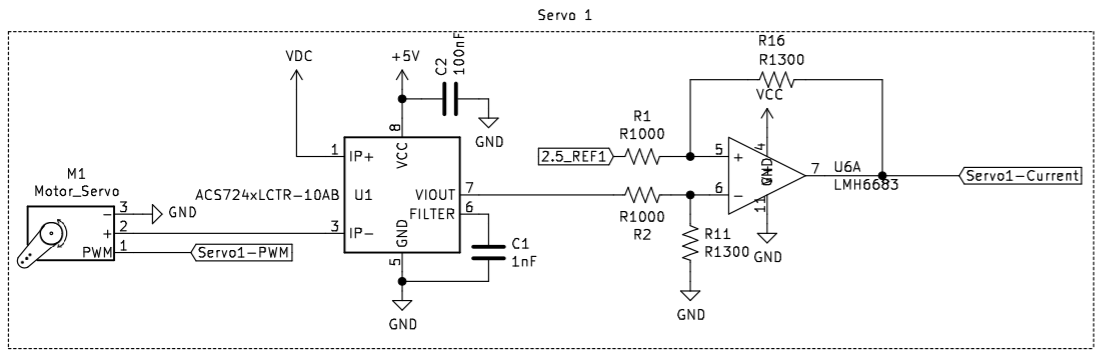 Servo 1
VDC
+5V
C2
100nF
GND
8
VCC
1
IP+
ACS724xLCTR-10AB
U1
VIOUT
7
FILTER
6
3
IP-
GND
5
C1
1nF
GND
M1
Motor_Servo
-
3
GND
+
2
PWM
1
Servo1-PWM
R16
R1300
VCC
R1
R1000
2.5_REF1
5
+
4
6
-
11
GND
7
U6A
LMH6683
Servo1-Current
R1000
R2
R11
R1300
GND